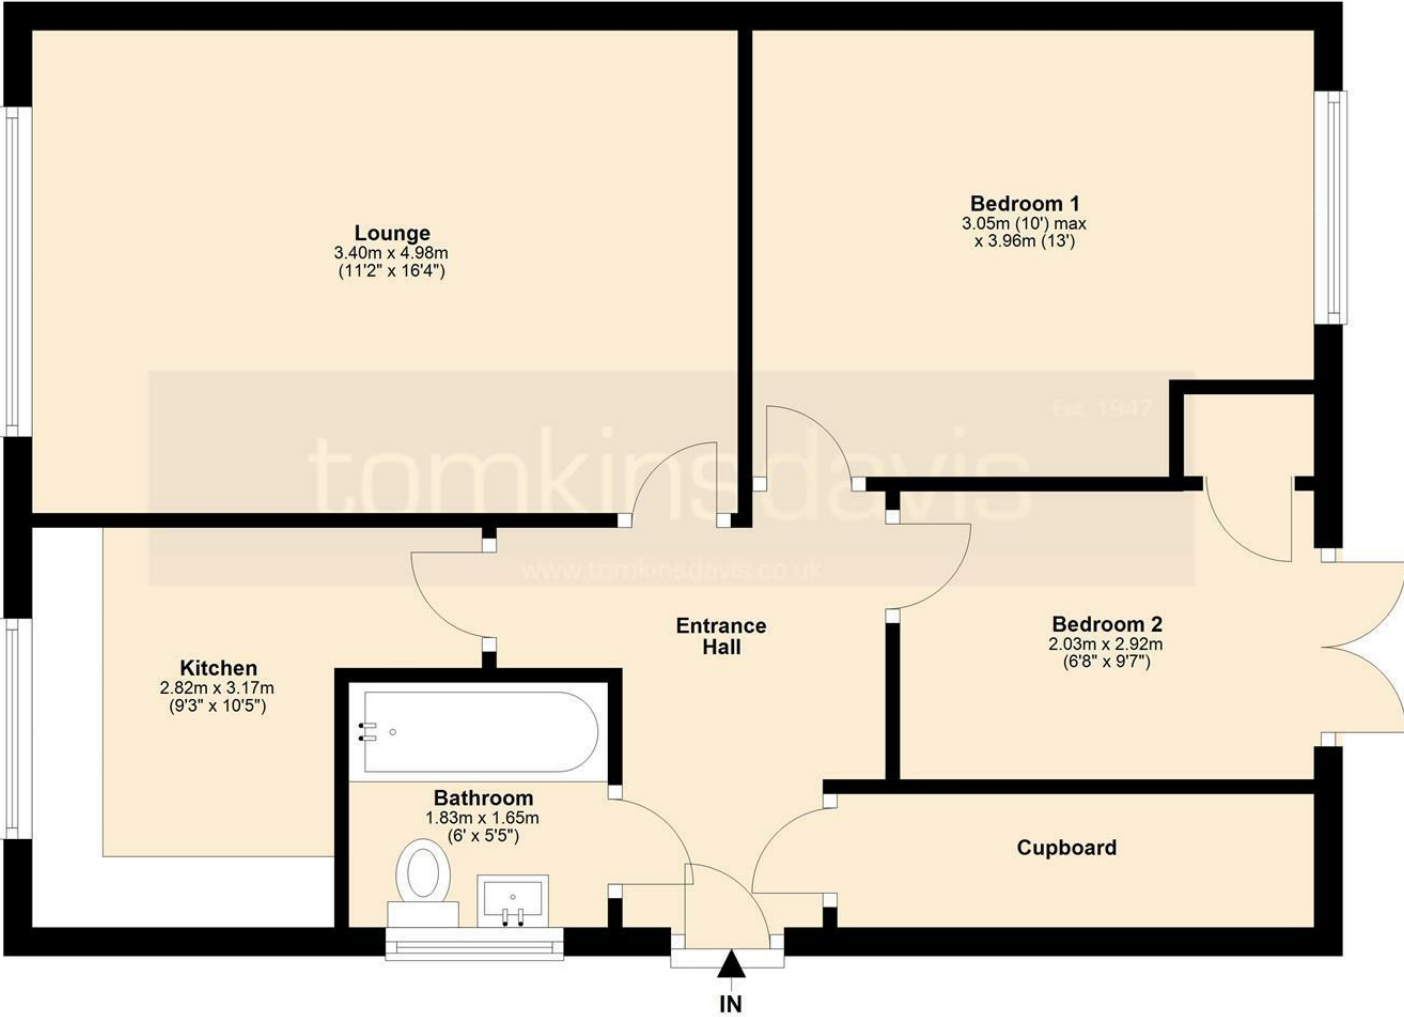 Lounge
3.40m x 4.98m
(11'2" x 16'4")
Bedroom 1
3.05m (10') max
x 3.96m (13')
Est. 1947
tomkinsdavis
www.tomkinsdavis.co.uk
Entrance
Hall
Bedroom 2
2.03m x 2.92m
(6'8" x 9'7")
Kitchen
2.82m x 3.17m
(9'3" x 10'5")
Bathroom
1.83m x 1.65m
(6' x 5'5")
Cupboard
IN